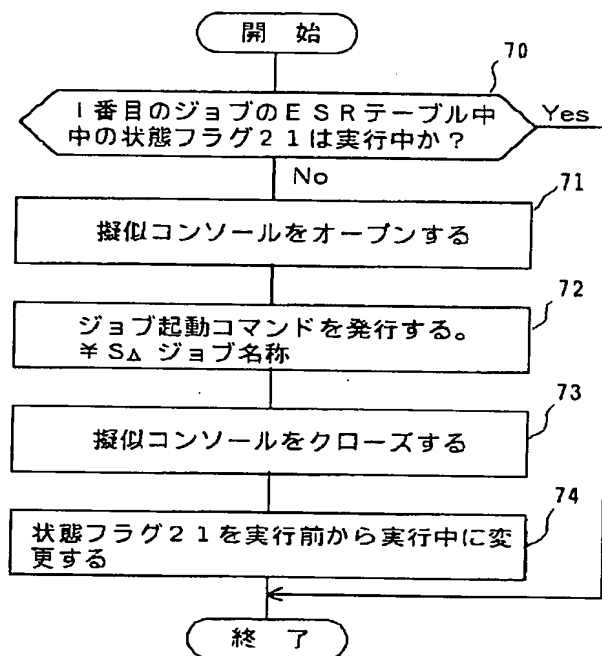 開 始
70
i番目のジョブのESRテーブル中
中の状態フラグ21は実行中か?
Yes
No
71
擬似コンソールをオープンする
72
ジョブ起動コマンドを発行する。
¥S△ ジョブ名称
73
擬似コンソールをクローズする
74
状態フラグ21を実行前から実行中に変
更する
終 了